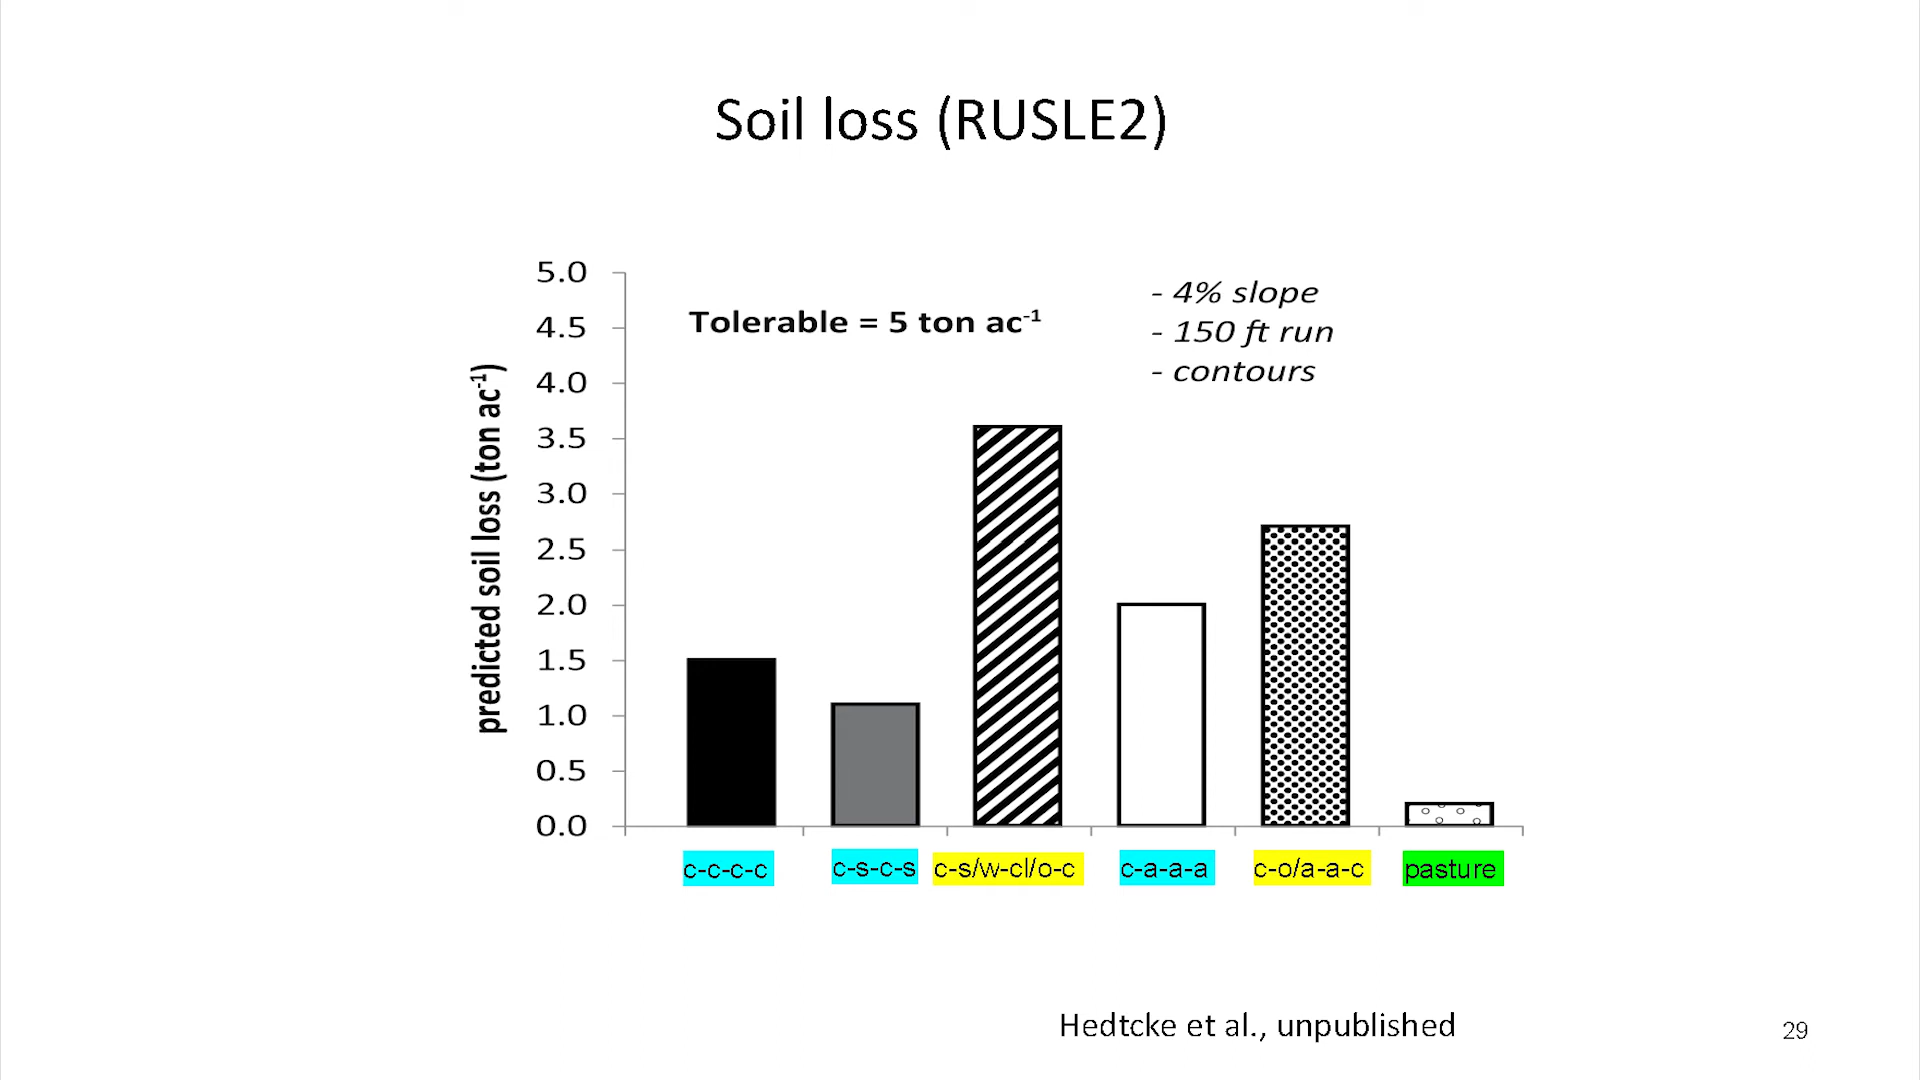 Soil loss (RUSLE2)
predicted soil loss (ton ac⁻¹)
5.0
4.5
4.0
3.5
3.0
2.5
2.0
1.5
1.0
0.5
0.0
Tolerable = 5 ton ac⁻¹
- 4% slope
- 150 ft run
- contours
c-c-c-c c-s-c-s c-s/w-cl/o-c c-a-a-a c-o/a-a-c pasture
Hedtcke et al., unpublished
29